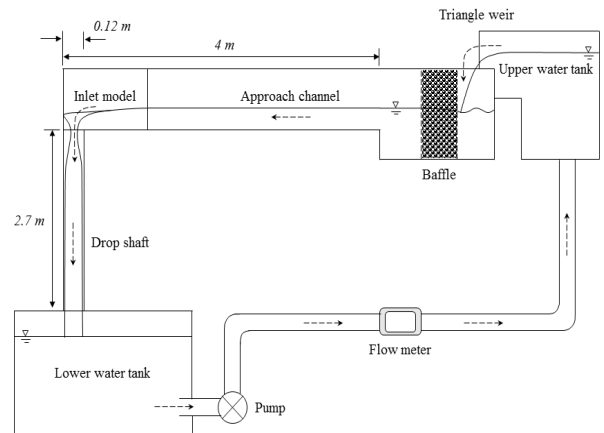 Triangle weir
0.12 m
4 m
Upper water tank
Inlet model
Approach channel
Baffle
2.7 m
Drop shaft
Flow meter
Lower water tank
Pump